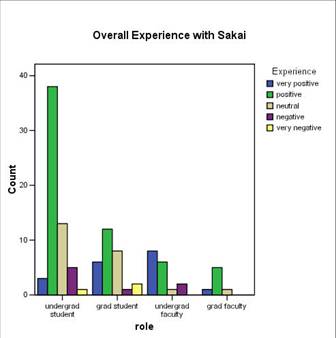 Overall Experience with Sakai
Experience
very positive
positive
neutral
negative
very negative
Count
40
30
20
10
0
undergrad
student
grad student
undergrad
faculty
grad faculty
role